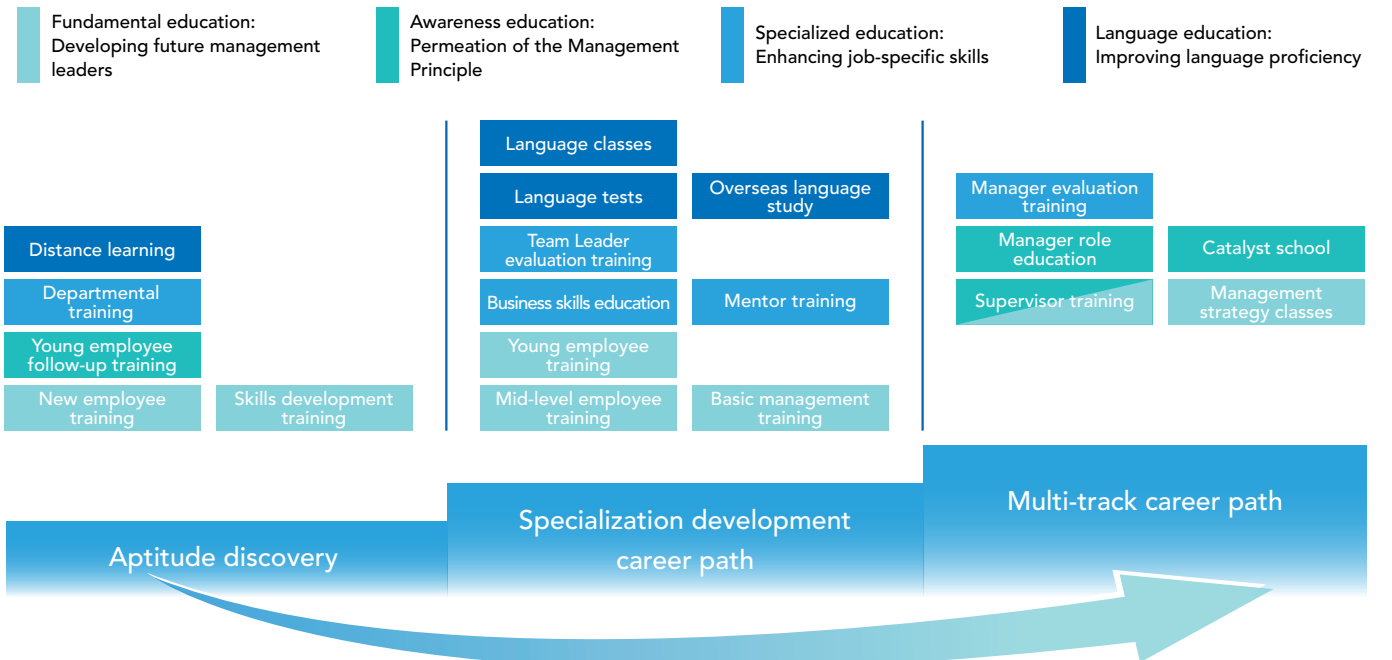 Fundamental education:
Developing future management
leaders
Awareness education:
Permeation of the Management
Principle
Specialized education:
Enhancing job-specific skills
Language education:
Improving language proficiency
Distance learning
Departmental
training
Young employee
follow-up training
New employee
training
Skills development
training
Language classes
Language tests
Overseas language
study
Team Leader
evaluation training
Business skills education
Mentor training
Young employee
training
Mid-level employee
training
Basic management
training
Manager evaluation
training
Manager role
education
Catalyst school
Supervisor training
Management
strategy classes
Aptitude discovery
Specialization development
career path
Multi-track career path